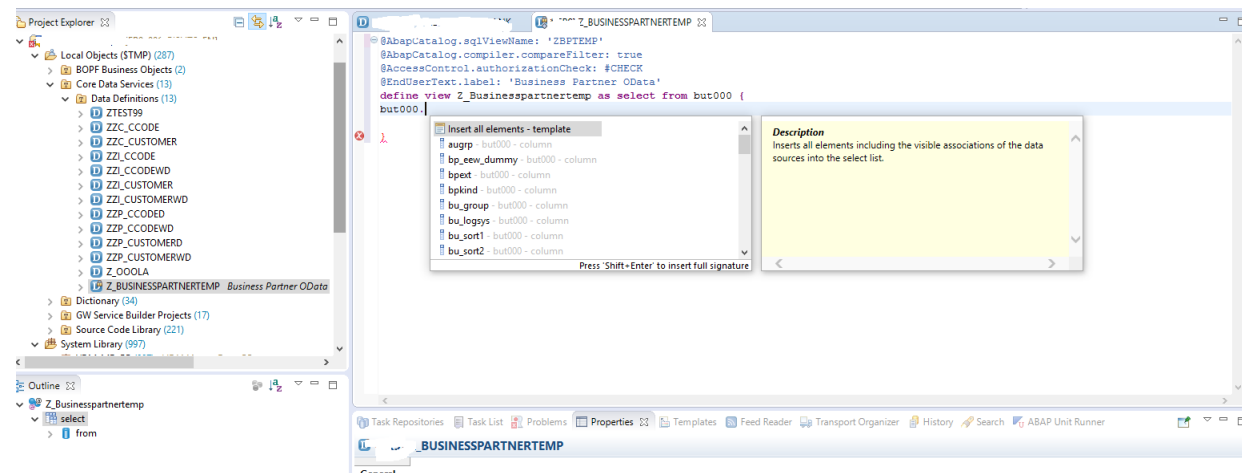 Project Explorer
Local Objects ($TMP) (287)
BOPF Business Objects (2)
Core Data Services (13)
Data Definitions (13)
ZTEST99
ZZC_CCODE
ZZC_CUSTOMER
ZZI_CCODE
ZZI_CCODEWD
ZZI_CUSTOMER
ZZI_CUSTOMERWD
ZZP_CCODED
ZZP_CCODEWD
ZZP_CUSTOMERD
ZZP_CUSTOMERWD
Z_OOOLA
Z_BUSINESSPARTNERTEMP Business Partner OData
Dictionary (34)
GW Service Builder Projects (17)
Source Code Library (221)
System Library (997)
Outline
Z_Businesspartnertemp
select
from
Z_BUSINESSPARTNERTEMP
@AbapCatalog.sqlViewName: 'ZBPTEMP'
@AbapCatalog.compiler.compareFilter: true
@AccessControl.authorizationCheck: #CHECK
@EndUserText.label: 'Business Partner OData'
define view Z_Businesspartnertemp as select from but000 {
but000.
}
Insert all elements - template
augrp - but000 - column
bp_eew_dummy - but000 - column
bpext - but000 - column
bpkind - but000 - column
bu_group - but000 - column
bu_logsys - but000 - column
bu_sort1 - but000 - column
bu_sort2 - but000 - column
Press 'Shift+Enter' to insert full signature
Description
Inserts all elements including the visible associations of the data
sources into the select list.
Task Repositories Task List Problems Properties Templates Feed Reader Transport Organizer History Search ABAP Unit Runner
_BUSINESSPARTNERTEMP